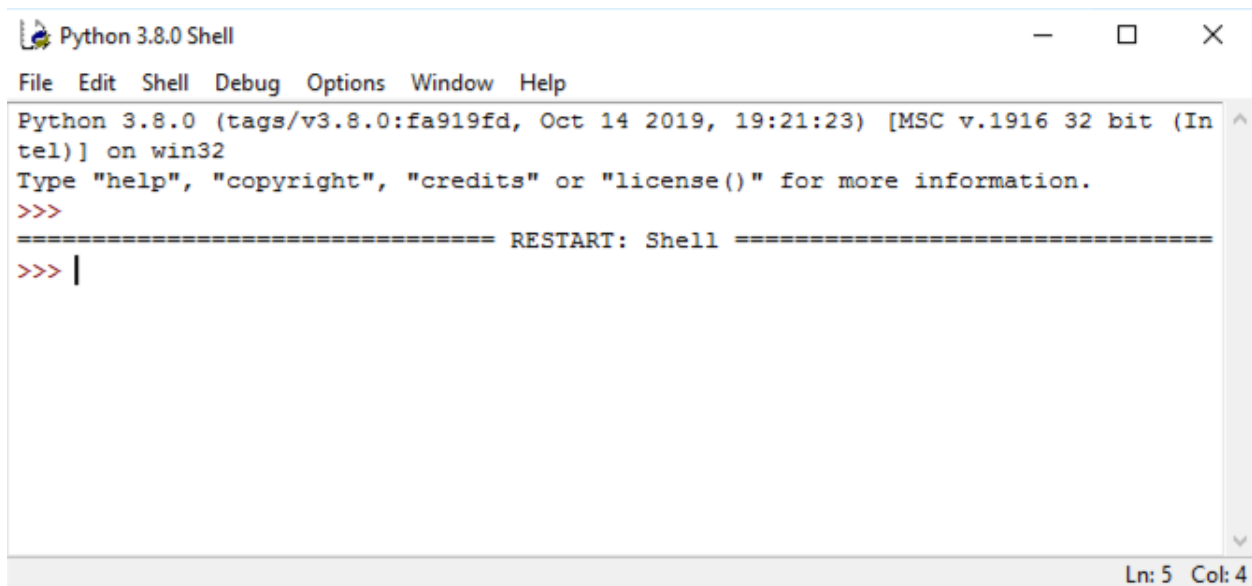 Python 3.8.0 Shell
File Edit Shell Debug Options Window Help
Python 3.8.0 (tags/v3.8.0:fa919fd, Oct 14 2019, 19:21:23) [MSC v.1916 32 bit (In
tel)] on win32
Type "help", "copyright", "credits" or "license()" for more information.
>>>
================================ RESTART: Shell ================================
>>>
Ln: 5 Col: 4